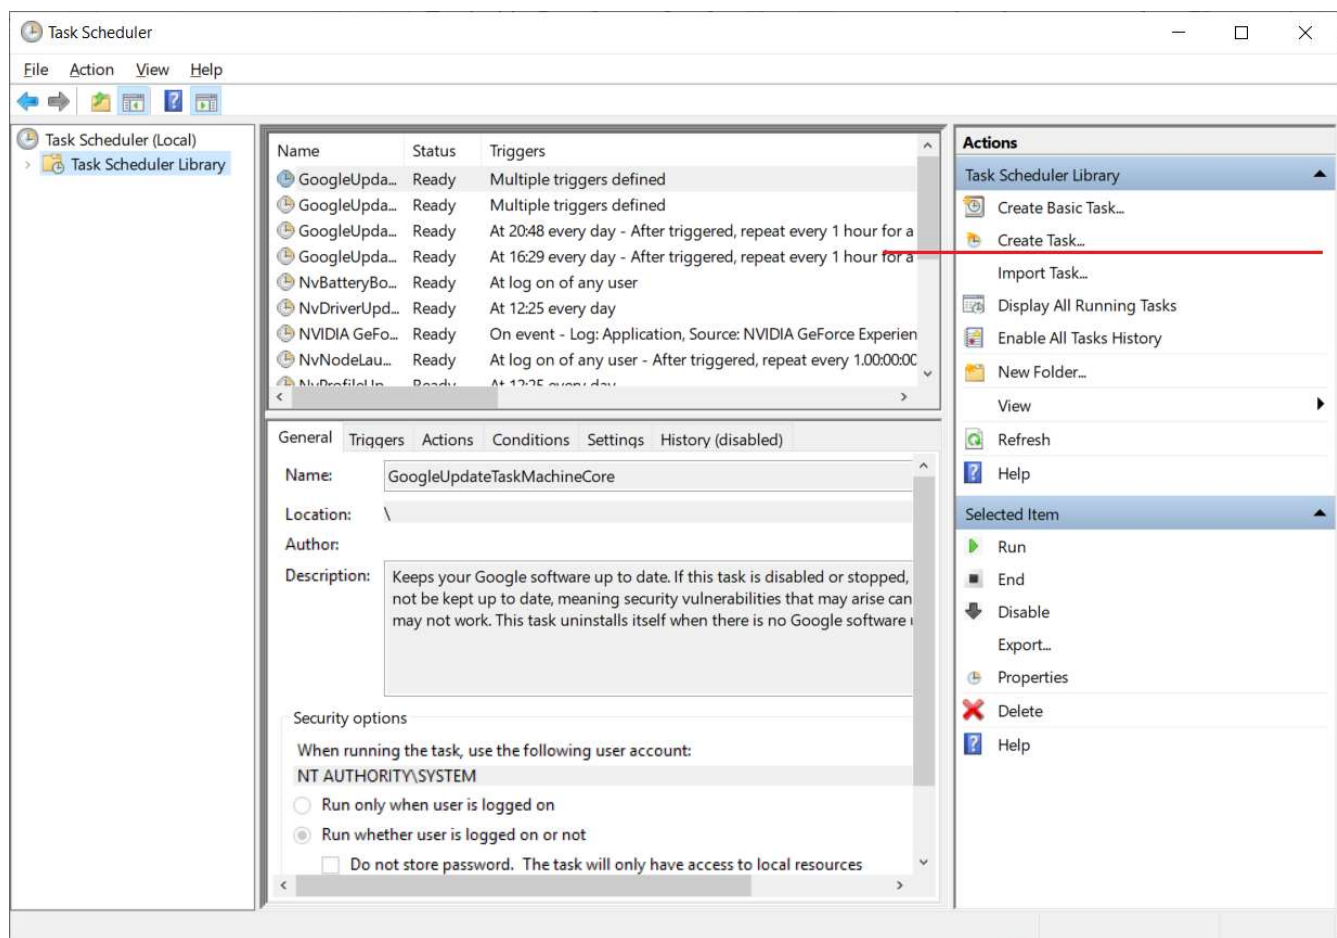 Task Scheduler
File Action View Help
Task Scheduler (Local)
Task Scheduler Library
Name Status Triggers
GoogleUpda... Ready Multiple triggers defined
GoogleUpda... Ready Multiple triggers defined
GoogleUpda... Ready At 20:48 every day - After triggered, repeat every 1 hour for a
GoogleUpda... Ready At 16:29 every day - After triggered, repeat every 1 hour for a
NvBatteryBo... Ready At log on of any user
NvDriverUpd... Ready At 12:25 every day
NVIDIA GeFo... Ready On event - Log: Application, Source: NVIDIA GeForce Experien
NvNodeLau... Ready At log on of any user - After triggered, repeat every 1.00:00:00
NvProfileUp... Ready At 12:25 every day
General Triggers Actions Conditions Settings History (disabled)
Name: GoogleUpdateTaskMachineCore
Location: \
Author:
Description: Keeps your Google software up to date. If this task is disabled or stopped,
not be kept up to date, meaning security vulnerabilities that may arise can
may not work. This task uninstalls itself when there is no Google software
Security options
When running the task, use the following user account:
NT AUTHORITY\SYSTEM
Run only when user is logged on
Run whether user is logged on or not
Do not store password. The task will only have access to local resources
Actions
Task Scheduler Library
Create Basic Task...
Create Task...
Import Task...
Display All Running Tasks
Enable All Tasks History
New Folder...
View
Refresh
Help
Selected Item
Run
End
Disable
Export...
Properties
Delete
Help